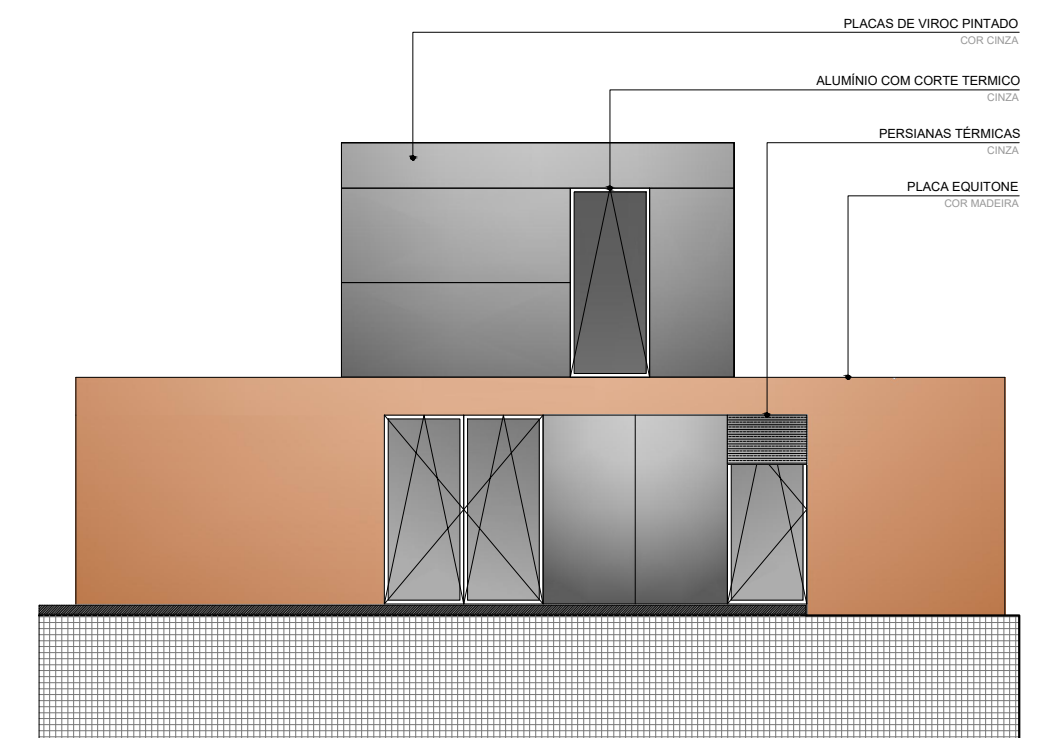 PLACAS DE VIROC PINTADO
COR CINZA
ALUMÍNIO COM CORTE TERMICO
CINZA
PERSIANAS TÉRMICAS
CINZA
PLACA EQUITONE
COR MADEIRA